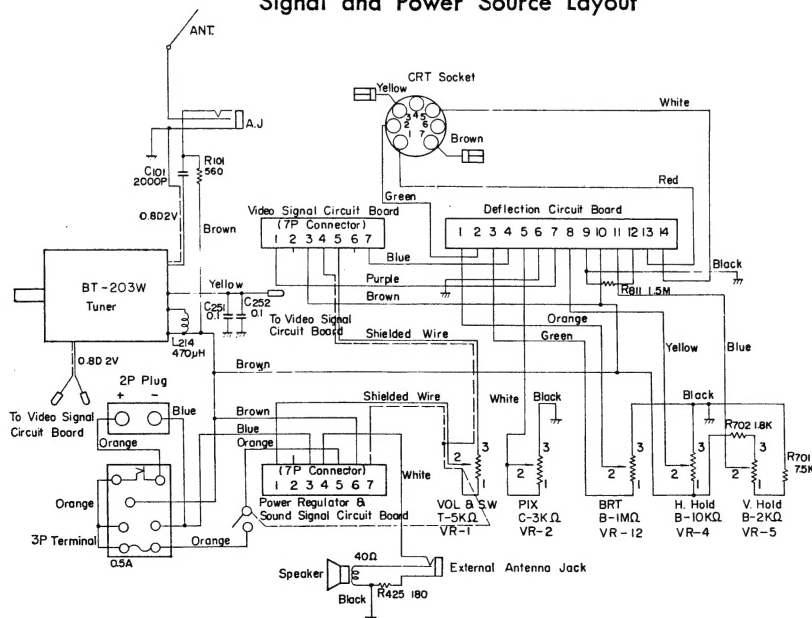 Signal and Power Source Layout
ANT.
CRT Socket
Yellow
White
A.J
3 4 5
2 6
1 7
Brown
C101
2000P
R101
560
Red
Green
0.8D2V
Brown
Video Signal Circuit Board
(7P Connector)
1 2 3 4 5 6 7
Deflection Circuit Board
1 2 3 4 5 6 7 8 9 10 11 12 13 14
Blue
Black
BT-203W
Tuner
Yellow
Purple
Brown
R811 1.5M
C251
0.1
C252
0.1
To Video Signal
Circuit Board
Orange
L214
470μH
Shielded Wire
Green
Yellow
Blue
0.8D 2V
Brown
Brown
2P Plug
+ -
Shielded Wire
White
Black
Black
To Video Signal
Circuit Board
Blue
Brown
Blue
Orange
Orange
R702 1.8K
(7P Connector)
1 2 3 4 5 6 7
White
2 3 1
2 3 1
2 3 1
2 3 1
2 3 1
R701
7.5K
Orange
Power Regulator &
Sound Signal Circuit Board
VOL & S.W
T-5KΩ
VR-1
PIX
C-3KΩ
VR-2
BRT
B-1MΩ
VR-12
H. Hold
B-10KΩ
VR-4
V. Hold
B-2KΩ
VR-5
3P Terminal
Orange
0.5A
40Ω
Speaker
External Antenna Jack
Black
R425 180